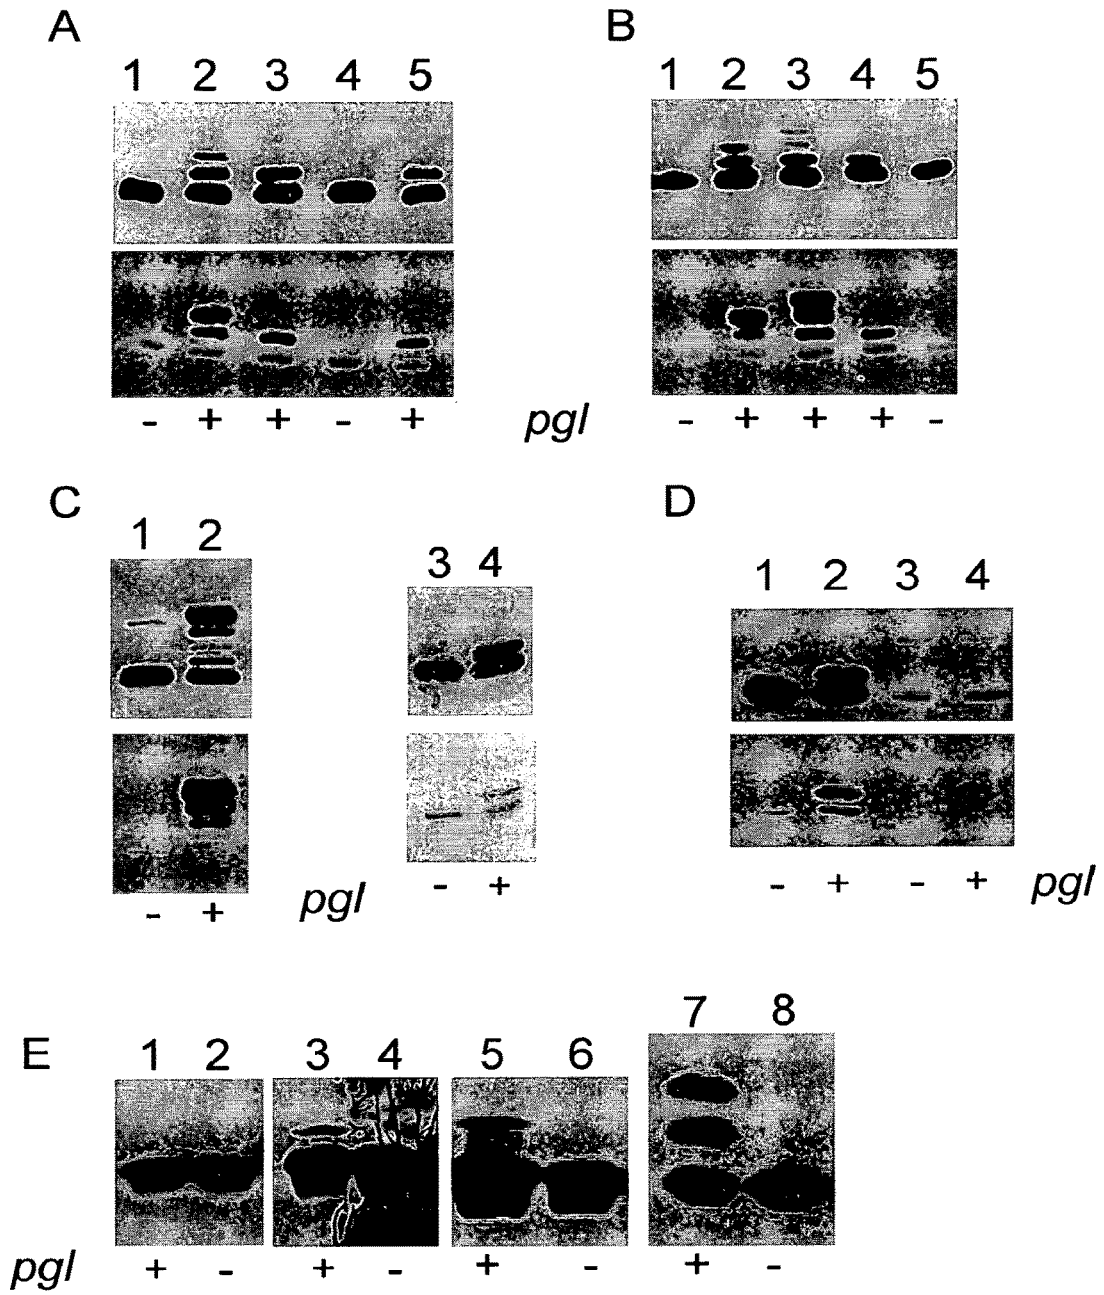 A
1 2 3 4 5
- + + - +
B
1 2 3 4 5
pgl - + + + -
C
1 2
3 4
- + pgl
- +
D
1 2 3 4
- + - + pgl
E
1 2 3 4 5 6 7 8
pgl + - + - + - + -